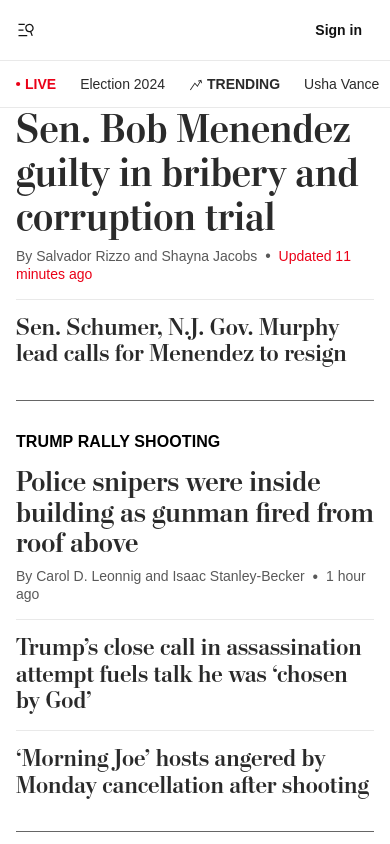 Sign in
LIVE
Election 2024
TRENDING
Usha Vance
Sen. Bob Menendez
guilty in bribery and
corruption trial
By Salvador Rizzo and Shayna Jacobs • Updated 11
minutes ago
Sen. Schumer, N.J. Gov. Murphy
lead calls for Menendez to resign
TRUMP RALLY SHOOTING
Police snipers were inside
building as gunman fired from
roof above
By Carol D. Leonnig and Isaac Stanley-Becker • 1 hour
ago
Trump’s close call in assassination
attempt fuels talk he was ‘chosen
by God’
‘Morning Joe’ hosts angered by
Monday cancellation after shooting